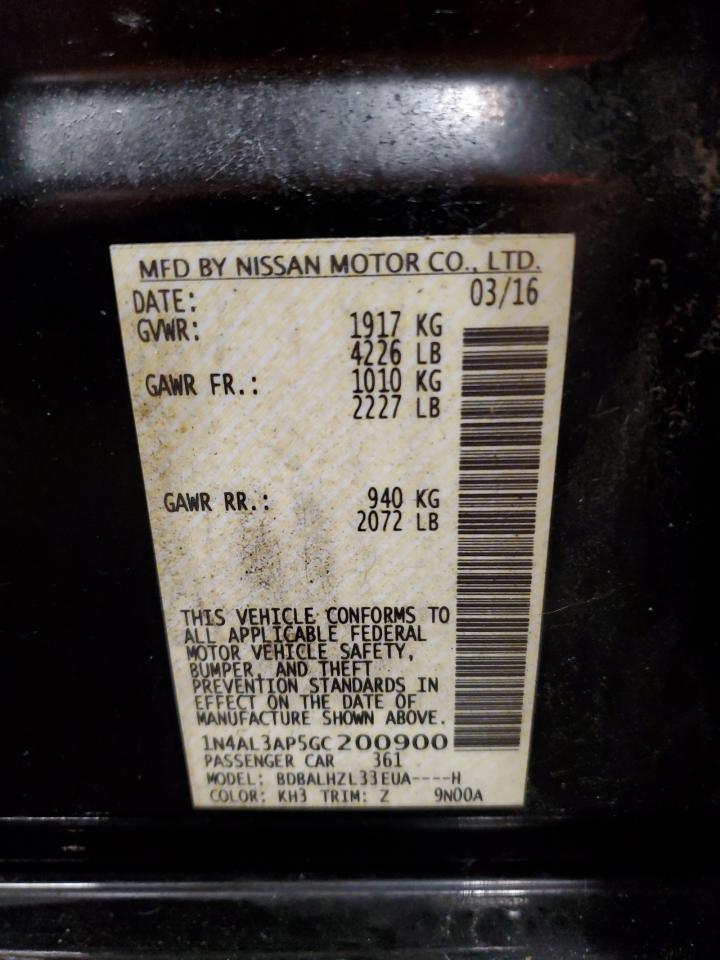 MFD BY NISSAN MOTOR CO., LTD.
DATE: 03/16
GVWR: 1917 KG
4226 LB
GAWR FR.: 1010 KG
2227 LB
GAWR RR.: 940 KG
2072 LB
THIS VEHICLE CONFORMS TO
ALL APPLICABLE FEDERAL
MOTOR VEHICLE SAFETY,
BUMPER, AND THEFT
PREVENTION STANDARDS IN
EFFECT ON THE DATE OF
MANUFACTURE SHOWN ABOVE.
1N4AL3AP5GC200900
PASSENGER CAR 361
MODEL: BDBALHZL33EUA----H
COLOR: KH3 TRIM: Z 9N00A